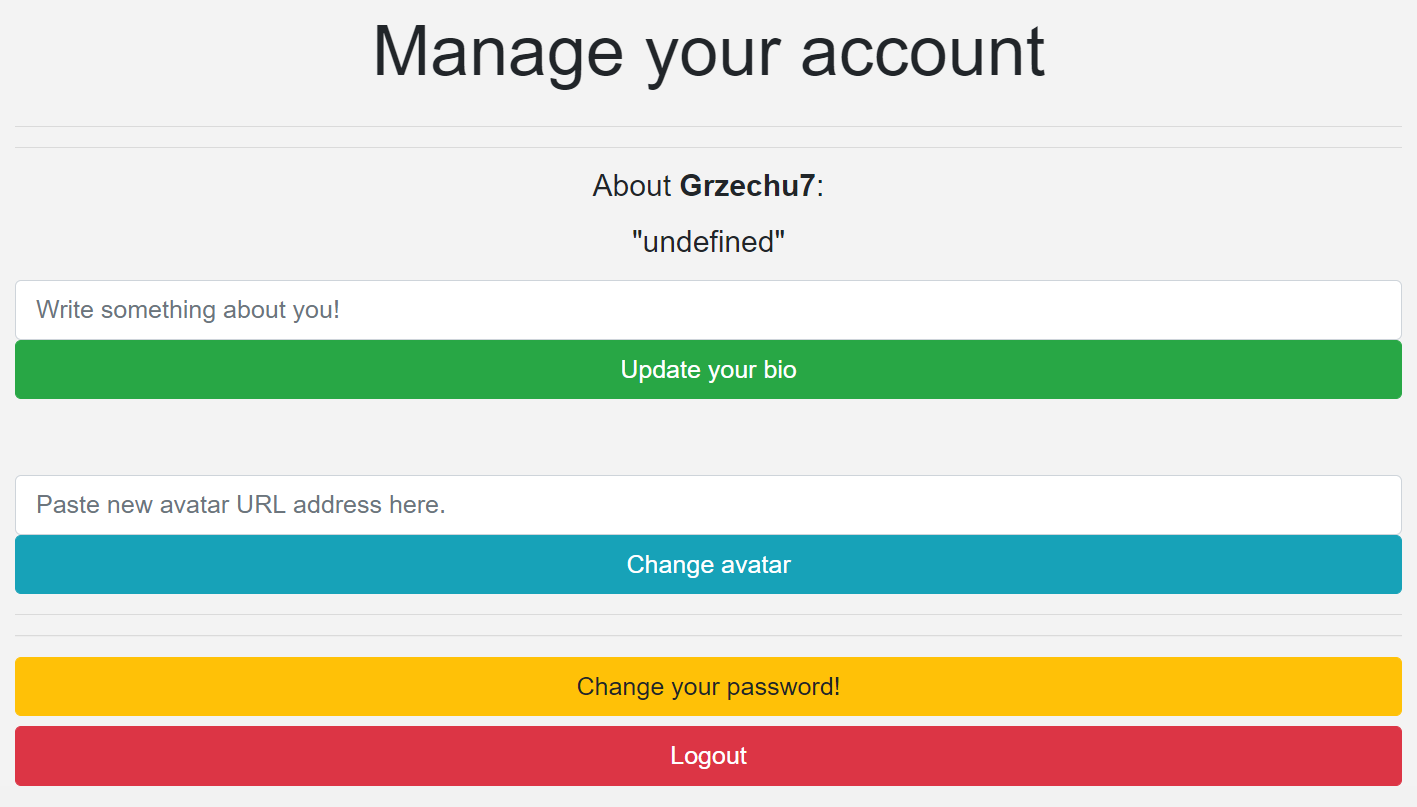 Manage your account
About Grzechu7:
"undefined"
Write something about you!
Update your bio
Paste new avatar URL address here.
Change avatar
Change your password!
Logout